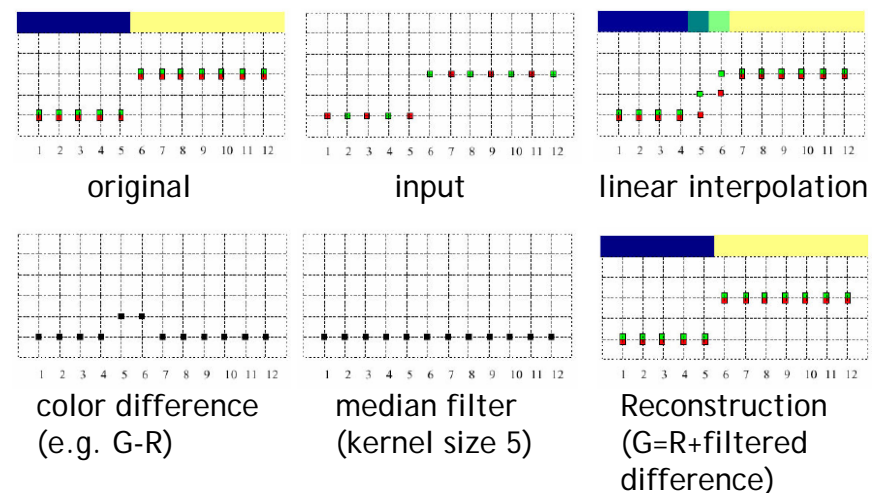 1 2 3 4 5 6 7 8 9 10 11 12
1 2 3 4 5 6 7 8 9 10 11 12
1 2 3 4 5 6 7 8 9 10 11 12
original
input
linear interpolation
1 2 3 4 5 6 7 8 9 10 11 12
1 2 3 4 5 6 7 8 9 10 11 12
1 2 3 4 5 6 7 8 9 10 11 12
color difference
(e.g. G-R)
median filter
(kernel size 5)
Reconstruction
(G=R+filtered
difference)